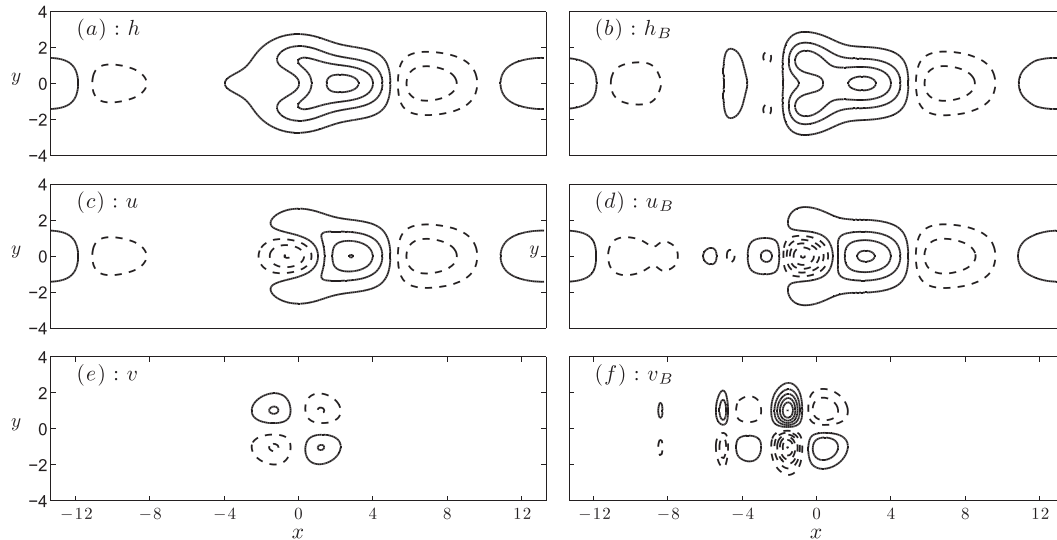 4 (a) : h (b) : h_B
2
y 0
−2
−4
4 (c) : u (d) : u_B
2
y 0 y
−2
−4
4 (e) : v (f) : v_B
2
y 0
−2
−4
−12 −8 −4 0 4 8 12 −12 −8 −4 0 4 8 12
x x